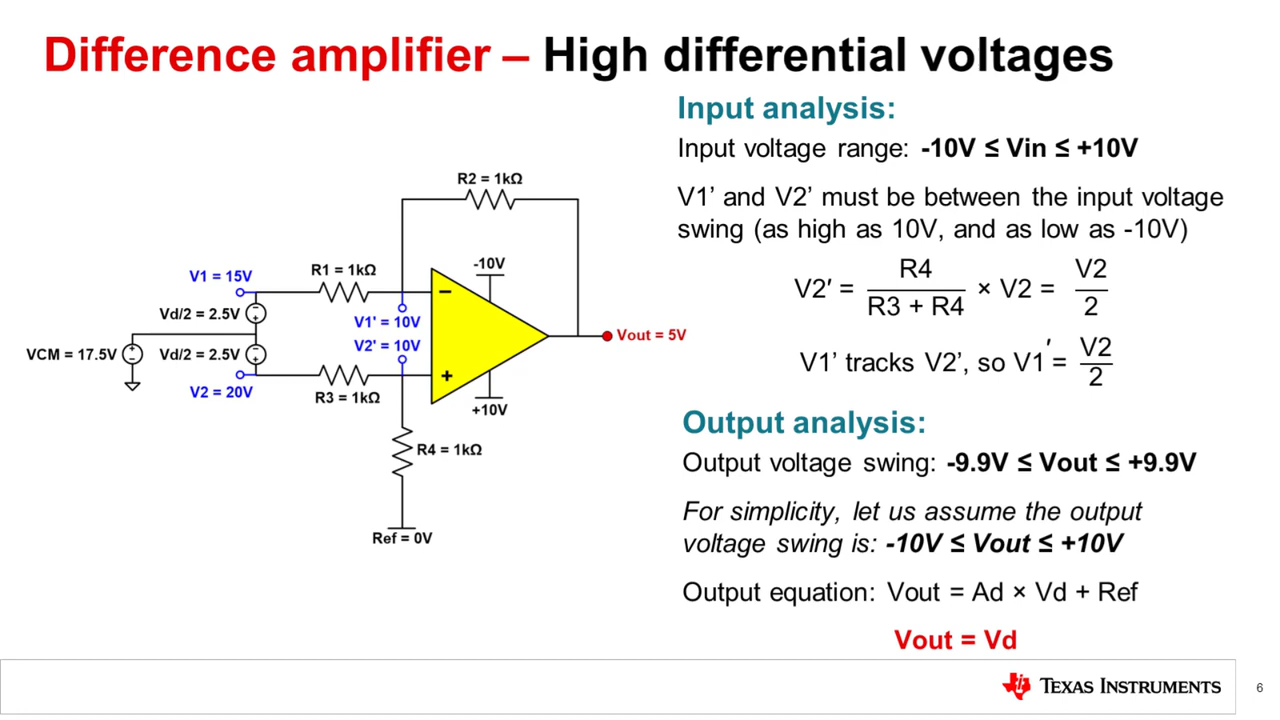 Difference amplifier – High differential voltages
Input analysis:
Input voltage range: -10V ≤ Vin ≤ +10V
V1’ and V2’ must be between the input voltage
swing (as high as 10V, and as low as -10V)
V2′ = R4 / R3 + R4 × V2 = V2 / 2
V1’ tracks V2’, so V1′ = V2 / 2
Output analysis:
Output voltage swing: -9.9V ≤ Vout ≤ +9.9V
For simplicity, let us assume the output
voltage swing is: -10V ≤ Vout ≤ +10V
Output equation: Vout = Ad × Vd + Ref
Vout = Vd
R2 = 1kΩ
V1 = 15V
R1 = 1kΩ
-10V
Vd/2 = 2.5V
V1' = 10V
V2' = 10V
Vout = 5V
VCM = 17.5V
Vd/2 = 2.5V
V2 = 20V
R3 = 1kΩ
+10V
R4 = 1kΩ
Ref = 0V
TEXAS INSTRUMENTS
6